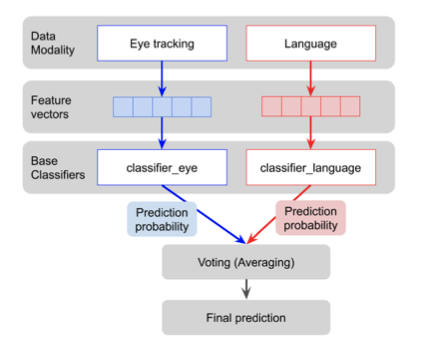 Data
Modality
Eye tracking
Language
Feature
vectors
Base
Classifiers
classifier_eye
classifier_language
Prediction
probability
Prediction
probability
Voting (Averaging)
Final prediction